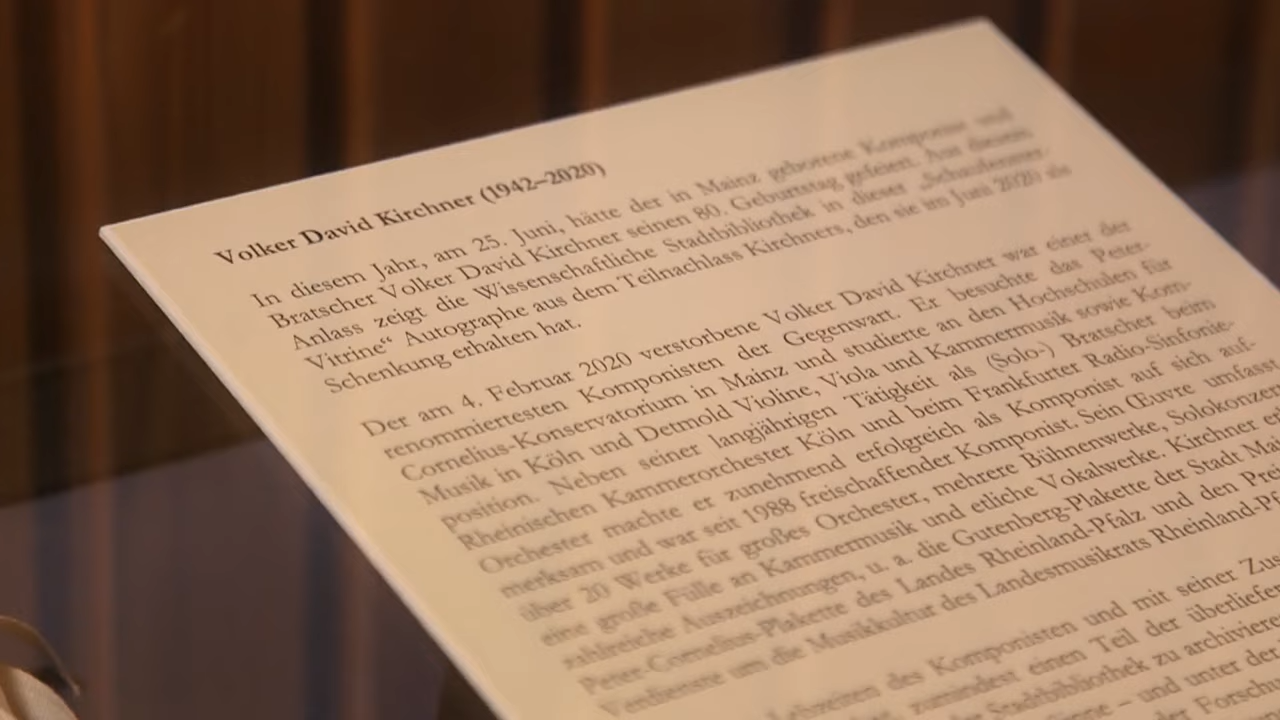 Volker David Kirchner (1942–2020)
In diesem Jahr, am 25. Juni, hätte der in Mainz geborene Komponist und
Bratscher Volker David Kirchner seinen 80. Geburtstag gefeiert. Aus diesem
Anlass zeigt die Wissenschaftliche Stadtbibliothek in dieser „Schaufenster-
Vitrine“ Autographe aus dem Teilnachlass Kirchners, den sie im Juni 2020 als
Schenkung erhalten hat.
Der am 4. Februar 2020 verstorbene Volker David Kirchner war einer der
renommiertesten Komponisten der Gegenwart. Er besuchte das Peter-
Cornelius-Konservatorium in Mainz und studierte an den Hochschulen für
Musik in Köln und Detmold Violine, Viola und Kammermusik sowie Kom-
position. Neben seiner langjährigen Tätigkeit als (Solo-) Bratscher beim
Rheinischen Kammerorchester Köln und beim Frankfurter Radio-Sinfonie-
Orchester machte er zunehmend erfolgreich als Komponist auf sich auf-
merksam und war seit 1988 freischaffender Komponist. Sein Œuvre umfasst
über 20 Werke für großes Orchester, mehrere Bühnenwerke, Solokonzer
eine große Fülle an Kammermusik und etliche Vokalwerke. Kirchner e
zahlreiche Auszeichnungen, u. a. die Gutenberg-Plakette der Stadt Mai
Peter-Cornelius-Plakette des Landes Rheinland-Pfalz und den Prei
Verdienste um die Musikkultur des Landesmusikrats Rheinland-Pf
des Komponisten und mit seiner Zus
zumindest einen Teil der überliefer
Stadtbibliothek zu archiviere
– und unter der
der Forschu